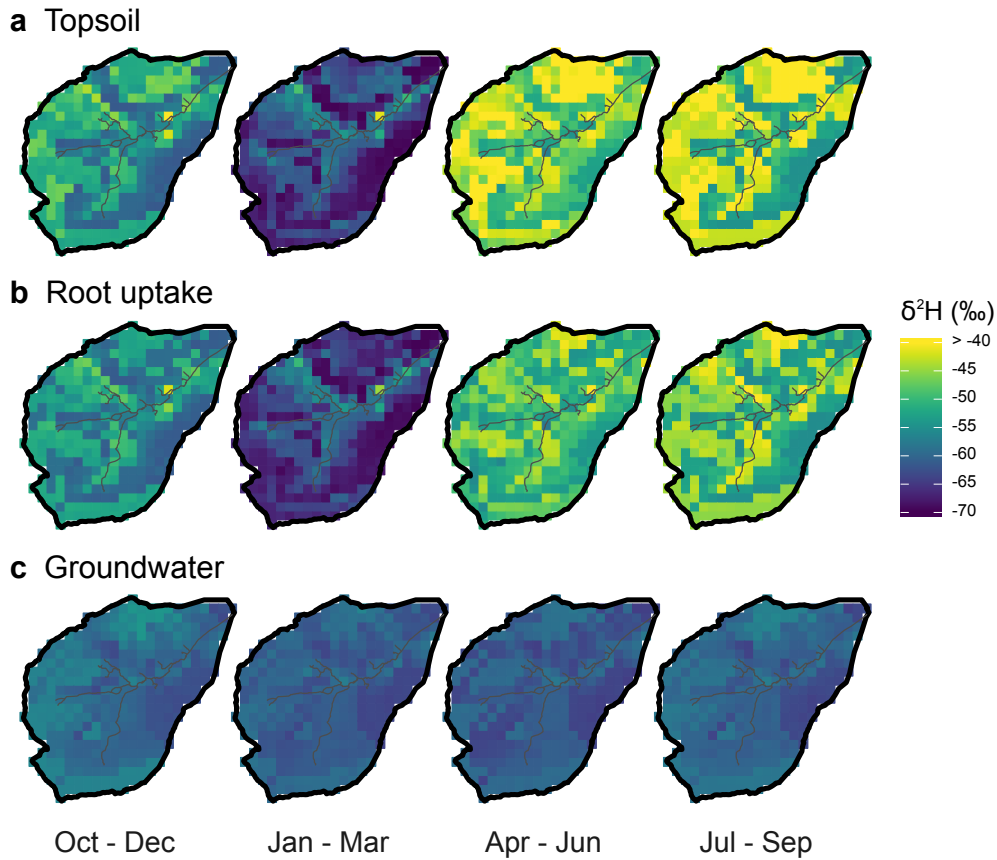 a Topsoil
b Root uptake
δ²H (‰)
> -40
-45
-50
-55
-60
-65
-70
c Groundwater
Oct - Dec
Jan - Mar
Apr - Jun
Jul - Sep